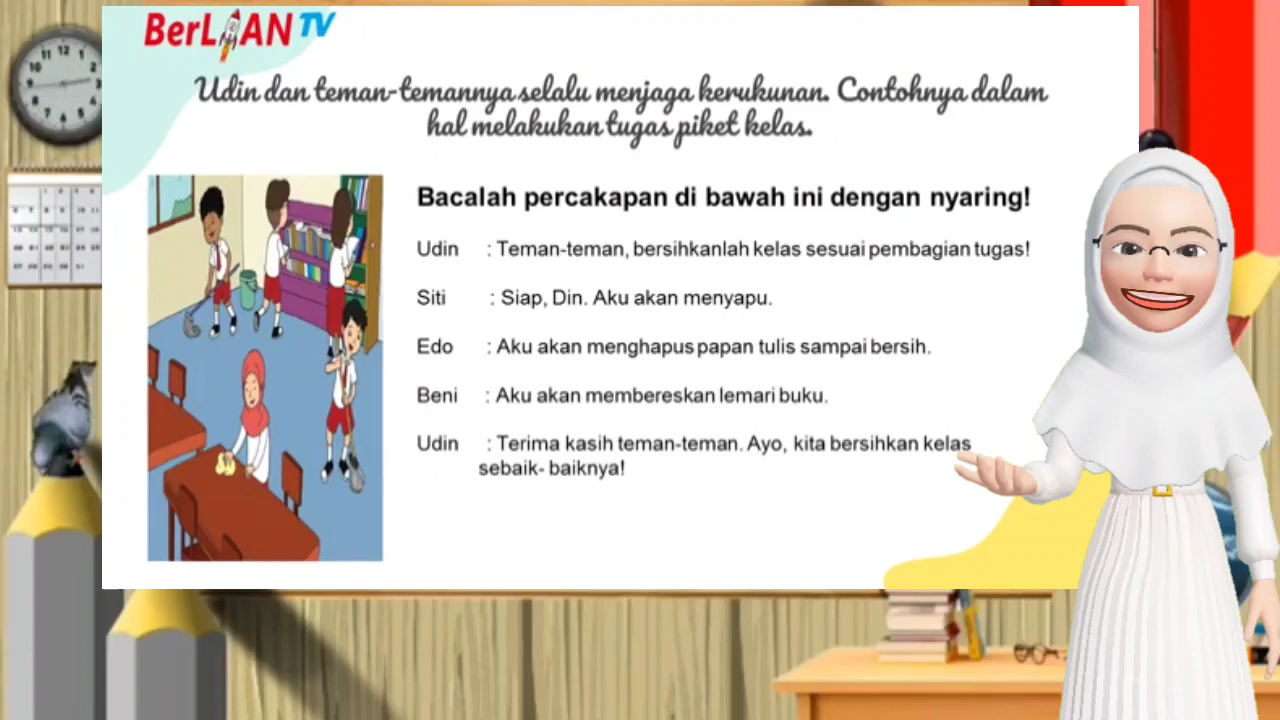 BerLIAN TV
Udin dan teman-temannya selalu menjaga kerukunan. Contohnya dalam
hal melakukan tugas piket kelas.
Bacalah percakapan di bawah ini dengan nyaring!
Udin : Teman-teman, bersihkanlah kelas sesuai pembagian tugas!
Siti : Siap, Din. Aku akan menyapu.
Edo : Aku akan menghapus papan tulis sampai bersih.
Beni : Aku akan membereskan lemari buku.
Udin : Terima kasih teman-teman. Ayo, kita bersihkan kelas
sebaik- baiknya!